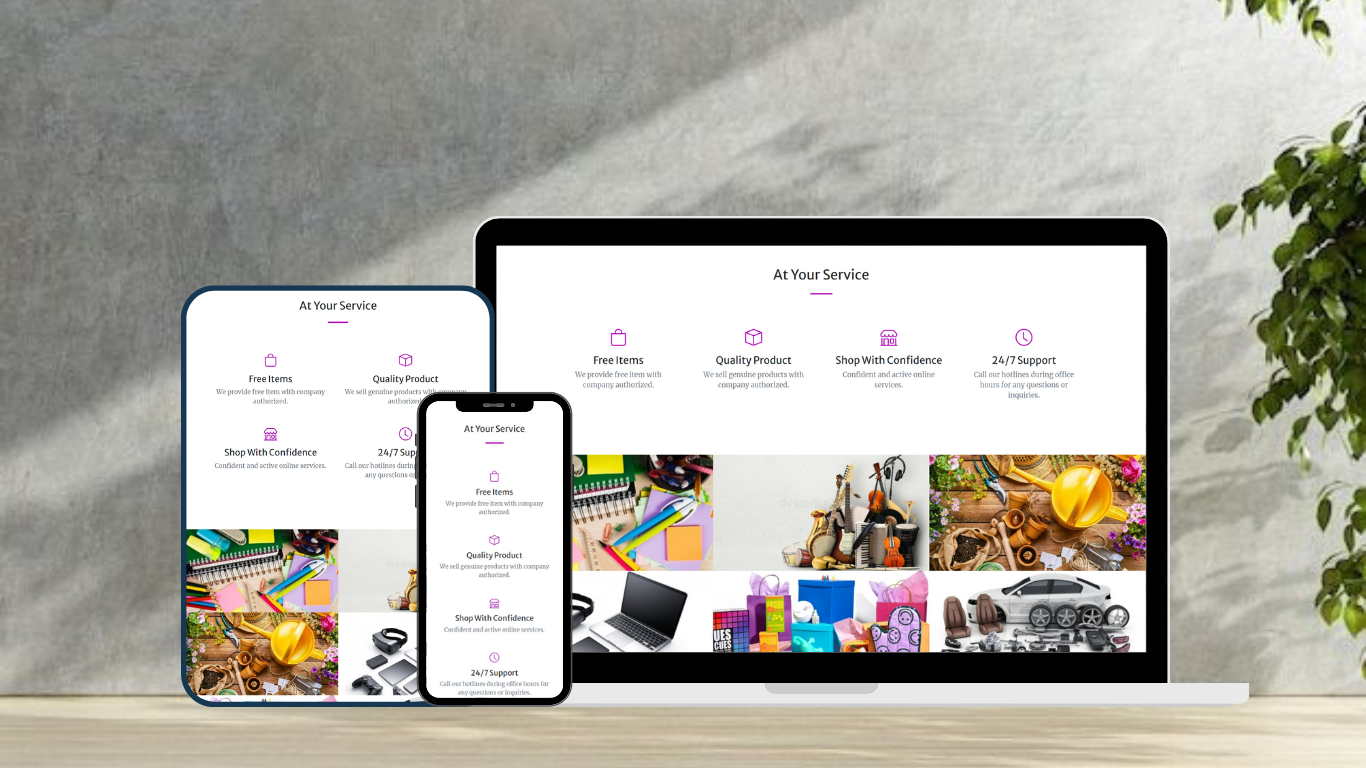 At Your Service
Free Items
We provide free item with company
authorized.
Quality Product
We sell genuine products with company
authorized.
Shop With Confidence
Confident and active online services.
24/7 Sup
Call our hotlines during
any questions or
At Your Service
Free Items
We provide free item with company
authorized.
Quality Product
We sell genuine products with company
authorized.
Shop With Confidence
Confident and active online services.
24/7 Support
Call our hotlines during office hours for
any questions or inquiries.
At Your Service
Free Items
We provide free item with
company authorized.
Quality Product
We sell genuine products with
company authorized.
Shop With Confidence
Confident and active online
services.
24/7 Support
Call our hotlines during office
hours for any questions or
inquiries.
UES
CUES